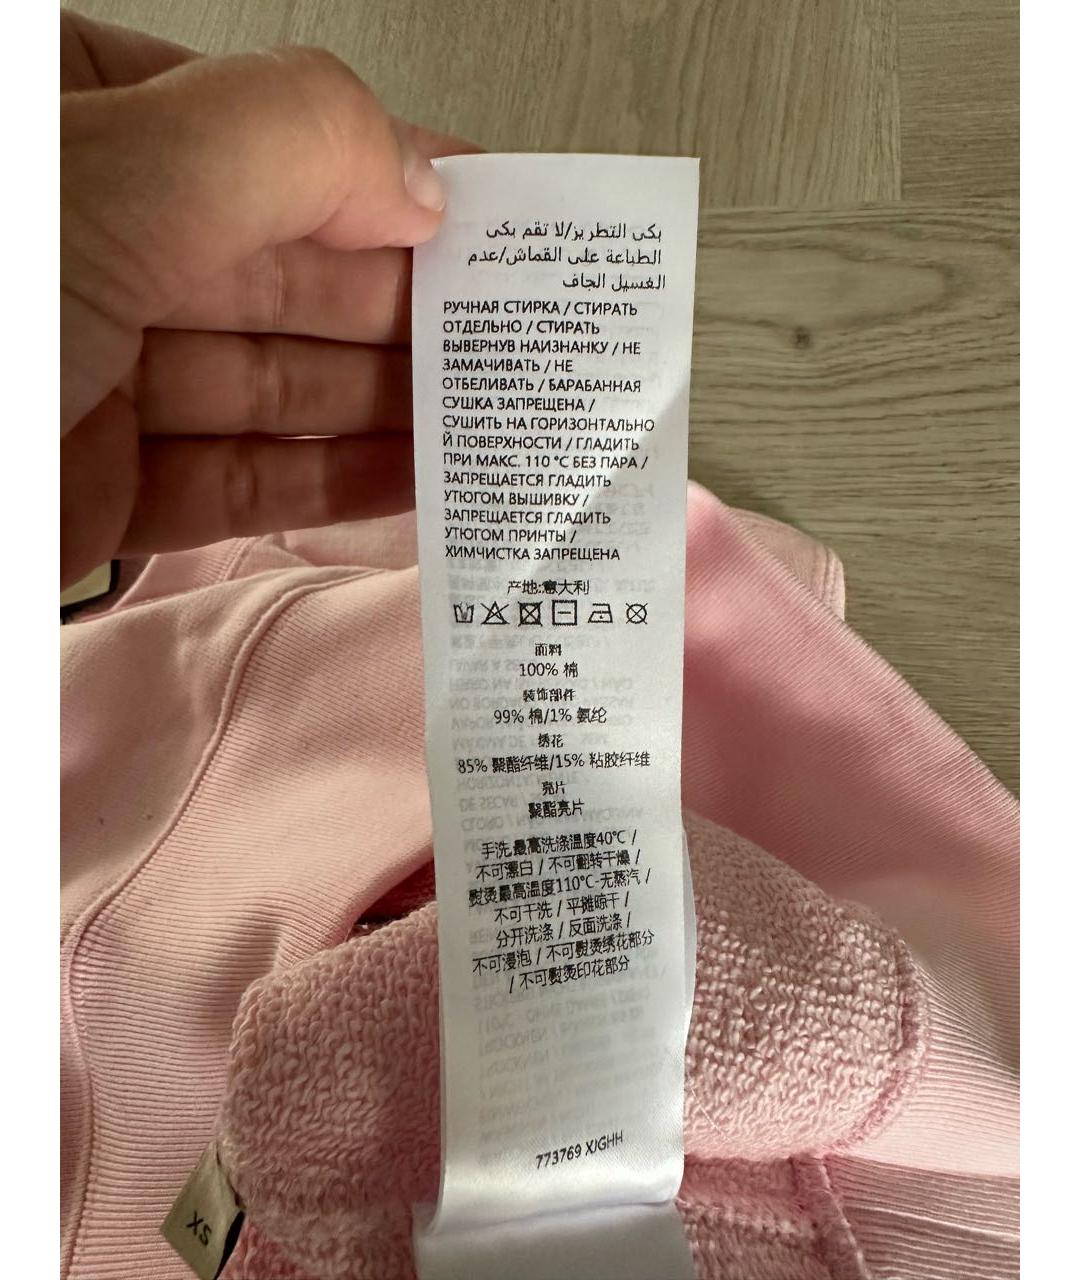 بكى التطريز/لا تقم بكى
الطباعة على القماش/عدم
الغسيل الجاف
РУЧНАЯ СТИРКА / СТИРАТЬ
ОТДЕЛЬНО / СТИРАТЬ
ВЫВЕРНУВ НАИЗНАНКУ / НЕ
ЗАМАЧИВАТЬ / НЕ
ОТБЕЛИВАТЬ / БАРАБАННАЯ
СУШКА ЗАПРЕЩЕНА /
СУШИТЬ НА ГОРИЗОНТАЛЬНО
Й ПОВЕРХНОСТИ / ГЛАДИТЬ
ПРИ МАКС. 110 °C БЕЗ ПАРА /
ЗАПРЕЩАЕТСЯ ГЛАДИТЬ
УТЮГОМ ВЫШИВКУ /
ЗАПРЕЩАЕТСЯ ГЛАДИТЬ
УТЮГОМ ПРИНТЫ /
ХИМЧИСТКА ЗАПРЕЩЕНА
产地:意大利
面料
100% 棉
装饰部件
99% 棉/1% 氨纶
绣花
85% 聚酯纤维/15% 粘胶纤维
亮片
聚酯亮片
手洗,最高洗涤温度40°C /
不可漂白 / 不可翻转干燥 /
熨烫最高温度110°C-无蒸汽 /
不可干洗 / 平摊晾干 /
分开洗涤 / 反面洗涤 /
不可浸泡 / 不可熨烫绣花部分
/ 不可熨烫印花部分
773769 XJGHH
XS